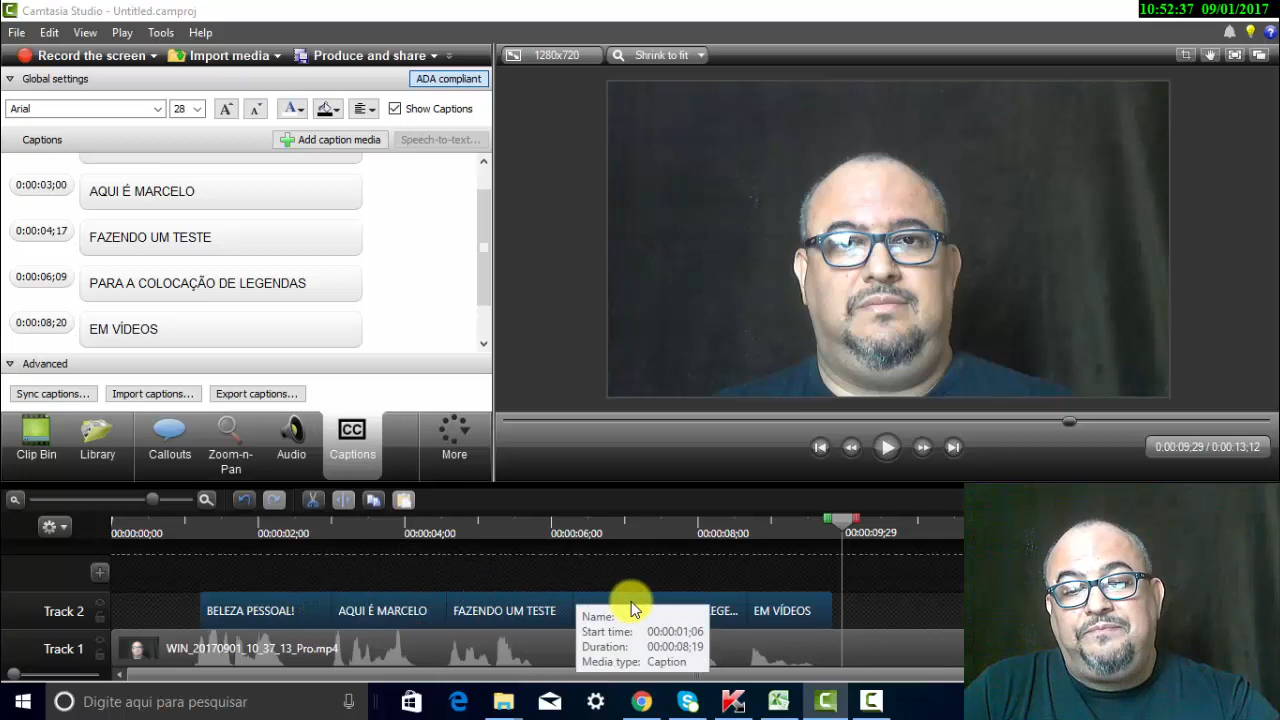 Camtasia Studio - Untitled.camproj
10:52:37 09/01/2017
File Edit View Play Tools Help
Record the screen Import media Produce and share
1280x720 Shrink to fit
Global settings ADA compliant
Arial 28 Show Captions
Captions Add caption media Speech-to-text...
0:00:03;00 AQUI É MARCELO
0:00:04;17 FAZENDO UM TESTE
0:00:06;09 PARA A COLOCAÇÃO DE LEGENDAS
0:00:08;20 EM VÍDEOS
Advanced
Sync captions... Import captions... Export captions...
CC
Clip Bin Library Callouts Zoom-n-Pan Audio Captions More
0:00:09;29 / 0:00:13;12
00:00:00;00 00:00:02;00 00:00:04;00 00:00:06;00 00:00:08;00 00:00:09;29
Track 2 BELEZA PESSOAL! AQUI É MARCELO FAZENDO UM TESTE EGE... EM VÍDEOS
Name:
Start time: 00:00:01;06
Duration: 00:00:08;19
Media type: Caption
Track 1 WIN_20170901_10_37_13_Pro.mp4
Digite aqui para pesquisar